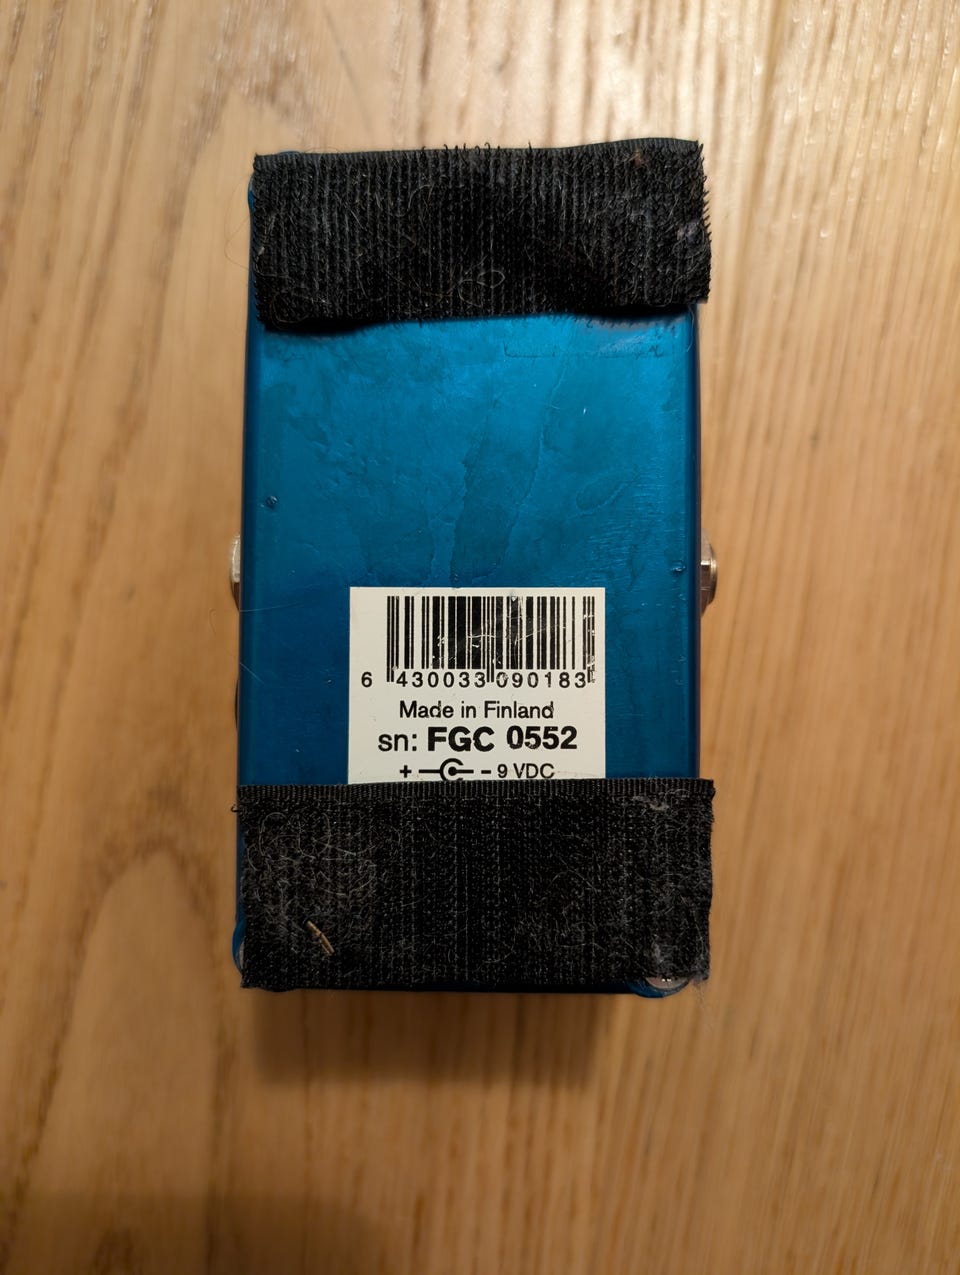 6 430033 090183
Made in Finland
sn: FGC 0552
+ - 9 VDC